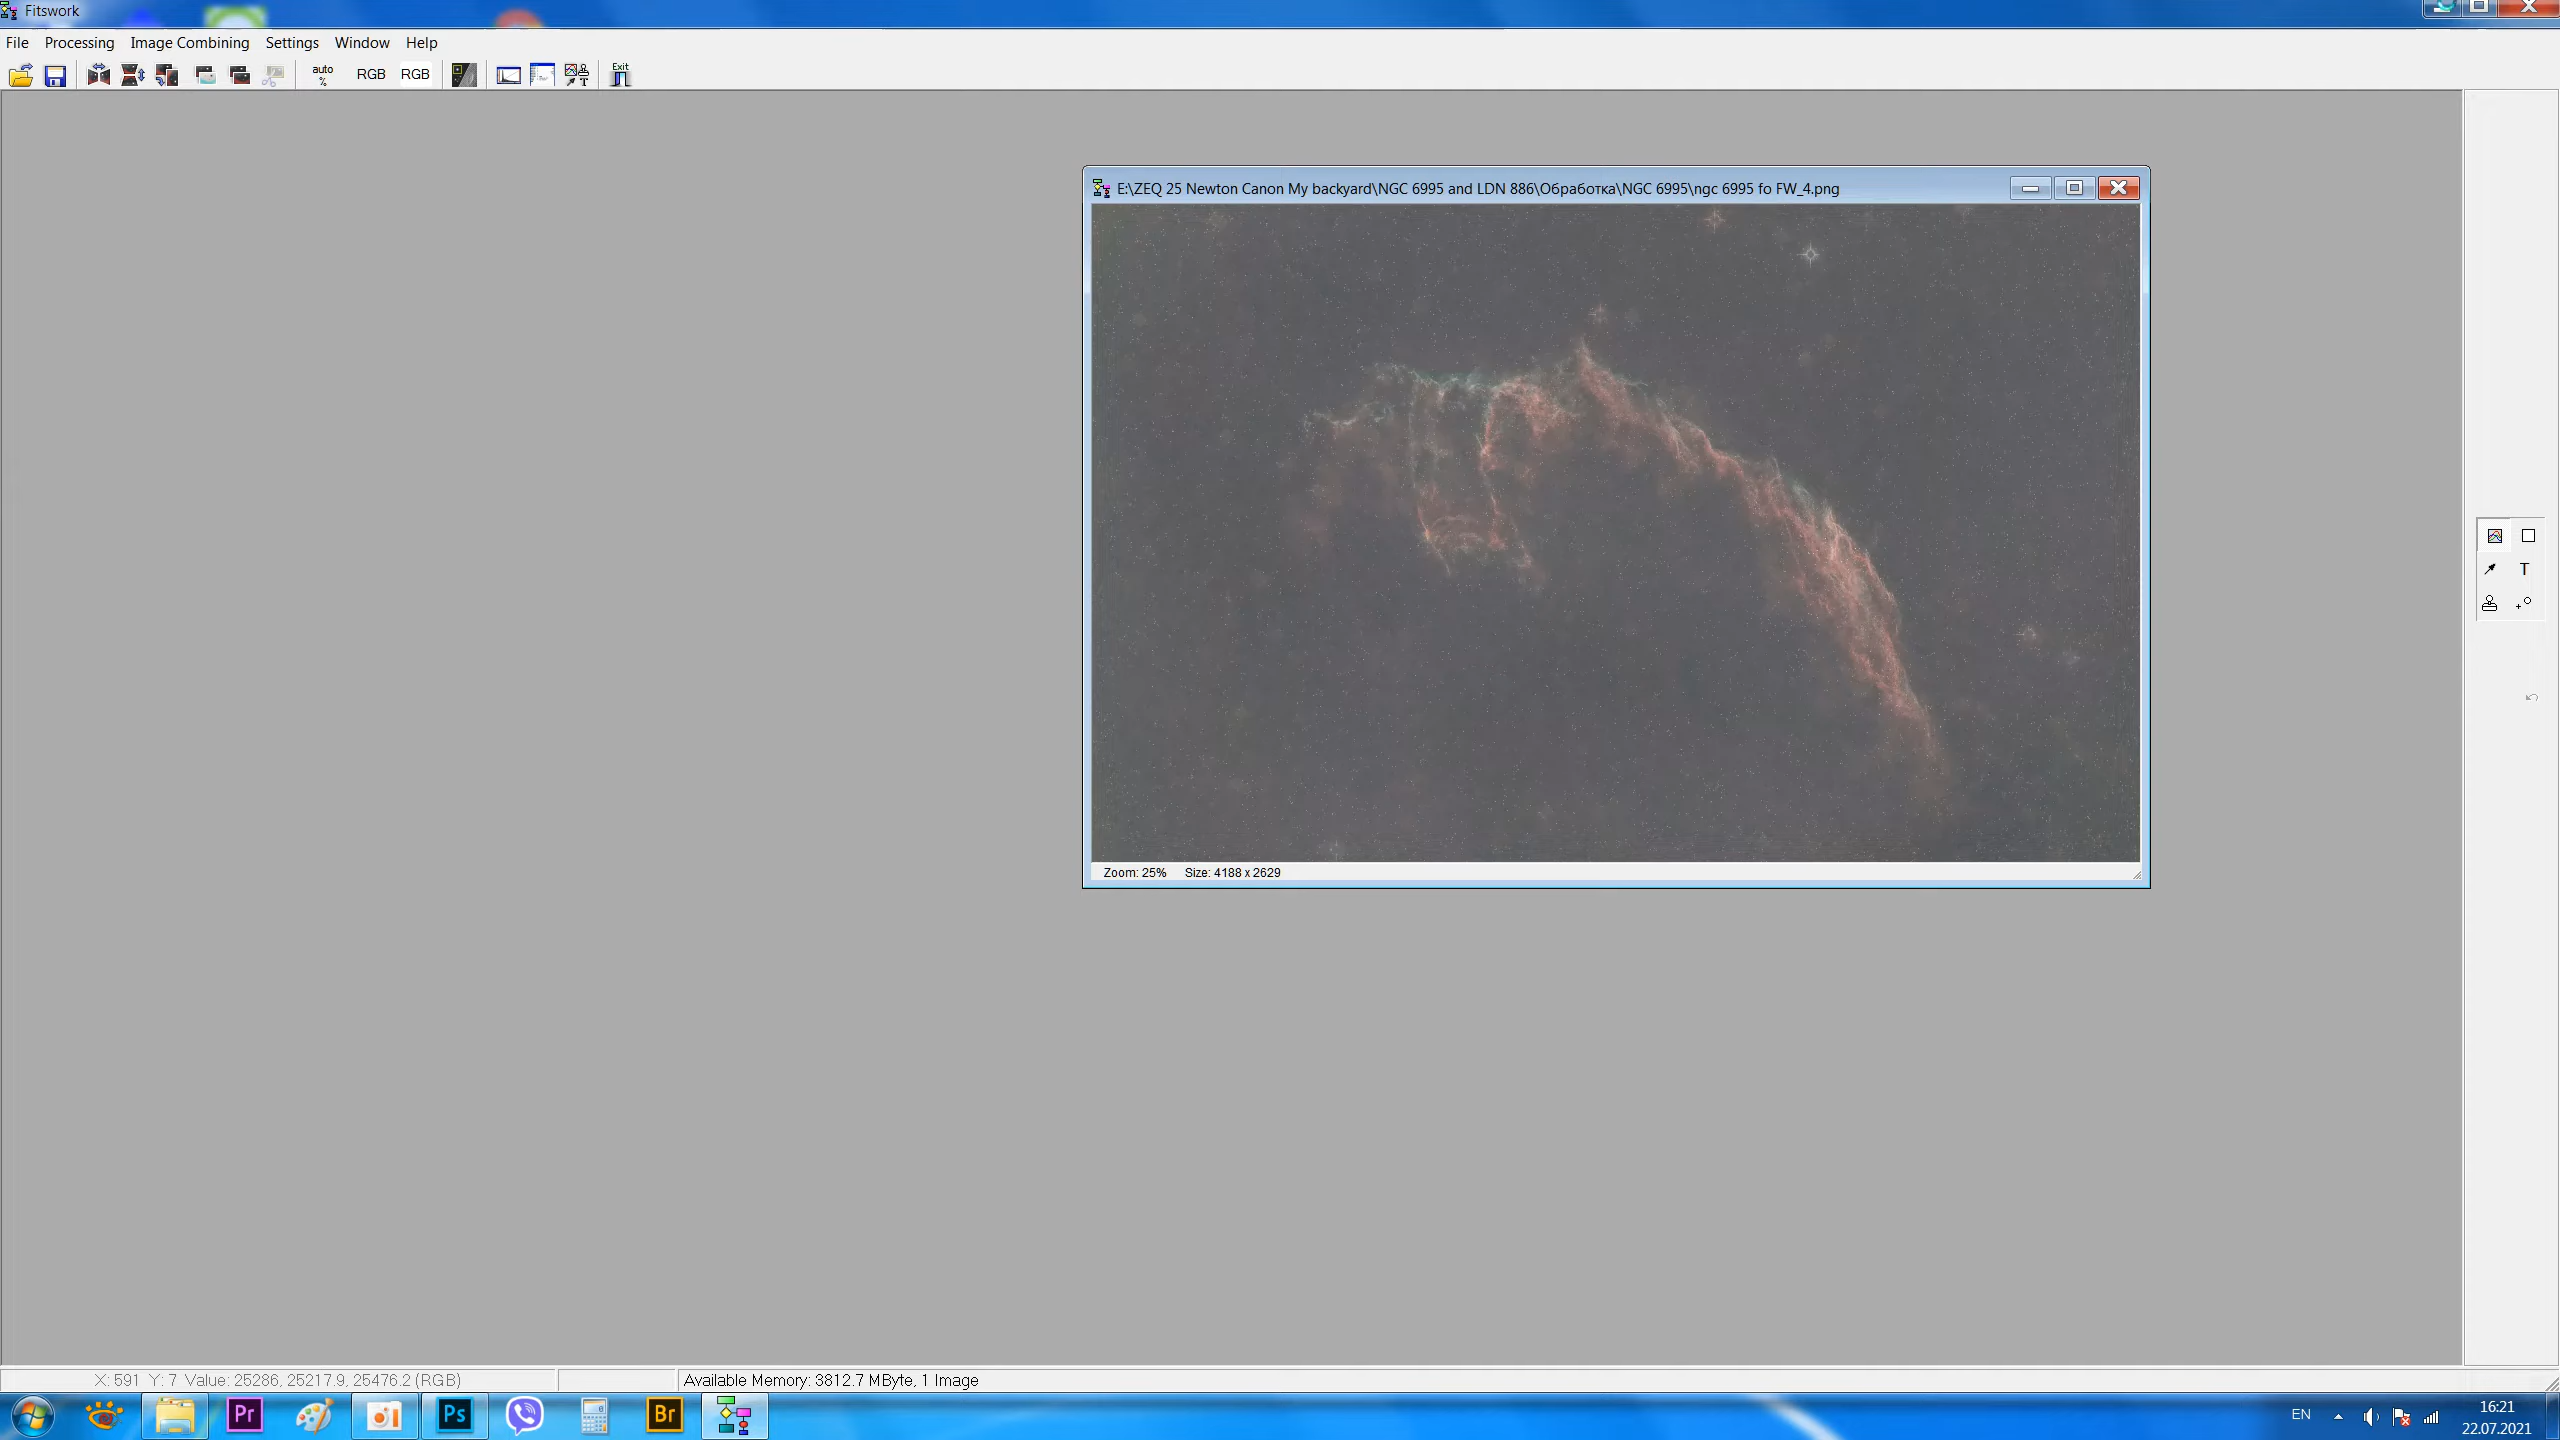 Fitswork
File Processing Image Combining Settings Window Help
auto % RGB RGB Exit T
E:\ZEQ 25 Newton Canon My backyard\NGC 6995 and LDN 886\Обработка\NGC 6995\ngc 6995 fo FW_4.png
T
Zoom: 25% Size: 4188 x 2629
X: 591 Y: 7 Value: 25286, 25217.9, 25476.2 (RGB) Available Memory: 3812.7 MByte, 1 Image
Pr Ps Br EN 16:21
22.07.2021